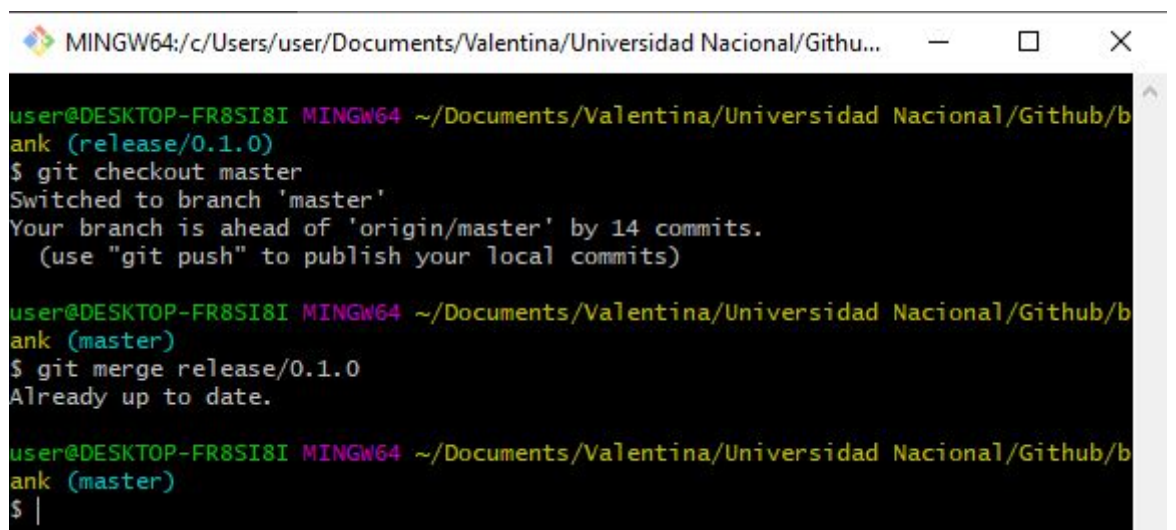 MINGW64:/c/Users/user/Documents/Valentina/Universidad Nacional/Githu...
user@DESKTOP-FR8SI8I MINGW64 ~/Documents/Valentina/Universidad Nacional/Github/b
ank (release/0.1.0)
$ git checkout master
Switched to branch 'master'
Your branch is ahead of 'origin/master' by 14 commits.
  (use "git push" to publish your local commits)
user@DESKTOP-FR8SI8I MINGW64 ~/Documents/Valentina/Universidad Nacional/Github/b
ank (master)
$ git merge release/0.1.0
Already up to date.
user@DESKTOP-FR8SI8I MINGW64 ~/Documents/Valentina/Universidad Nacional/Github/b
ank (master)
$